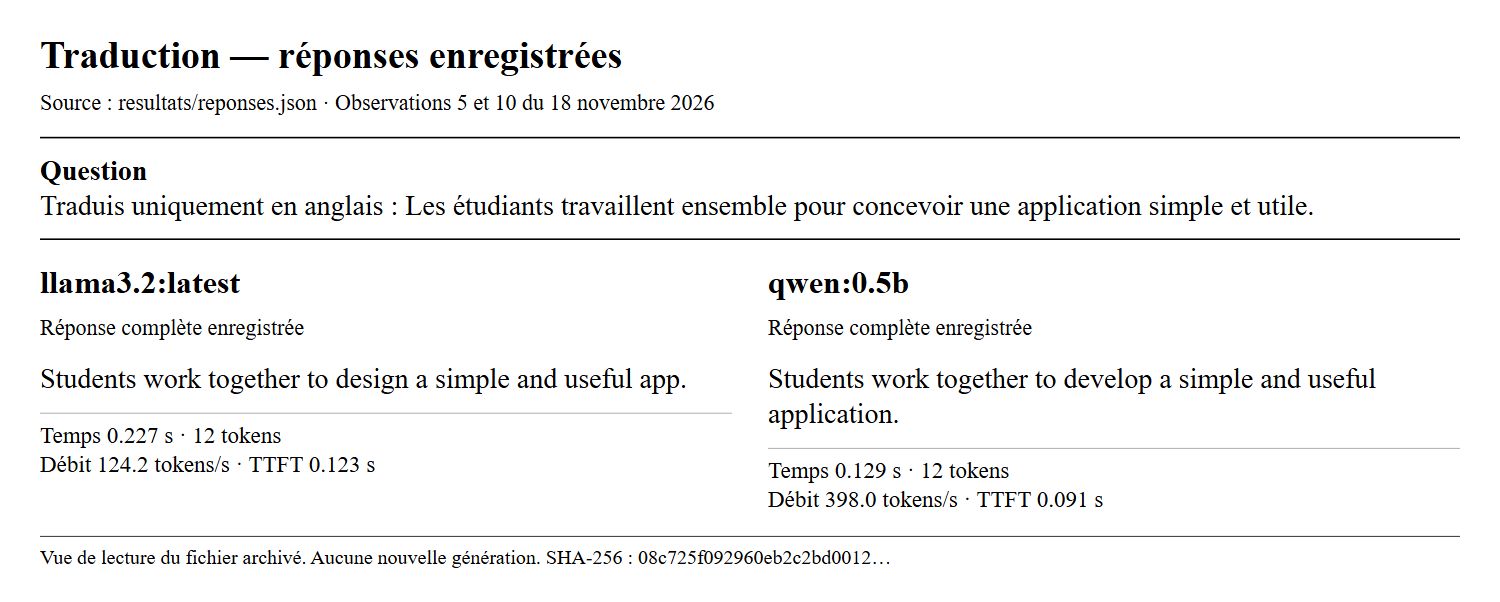 Traduction — réponses enregistrées
Source : resultats/reponses.json · Observations 5 et 10 du 18 novembre 2026
Question
Traduis uniquement en anglais : Les étudiants travaillent ensemble pour concevoir une application simple et utile.
llama3.2:latest
Réponse complète enregistrée
Students work together to design a simple and useful app.
Temps 0.227 s · 12 tokens
Débit 124.2 tokens/s · TTFT 0.123 s
qwen:0.5b
Réponse complète enregistrée
Students work together to develop a simple and useful
application.
Temps 0.129 s · 12 tokens
Débit 398.0 tokens/s · TTFT 0.091 s
Vue de lecture du fichier archivé. Aucune nouvelle génération. SHA-256 : 08c725f092960eb2c2bd0012…